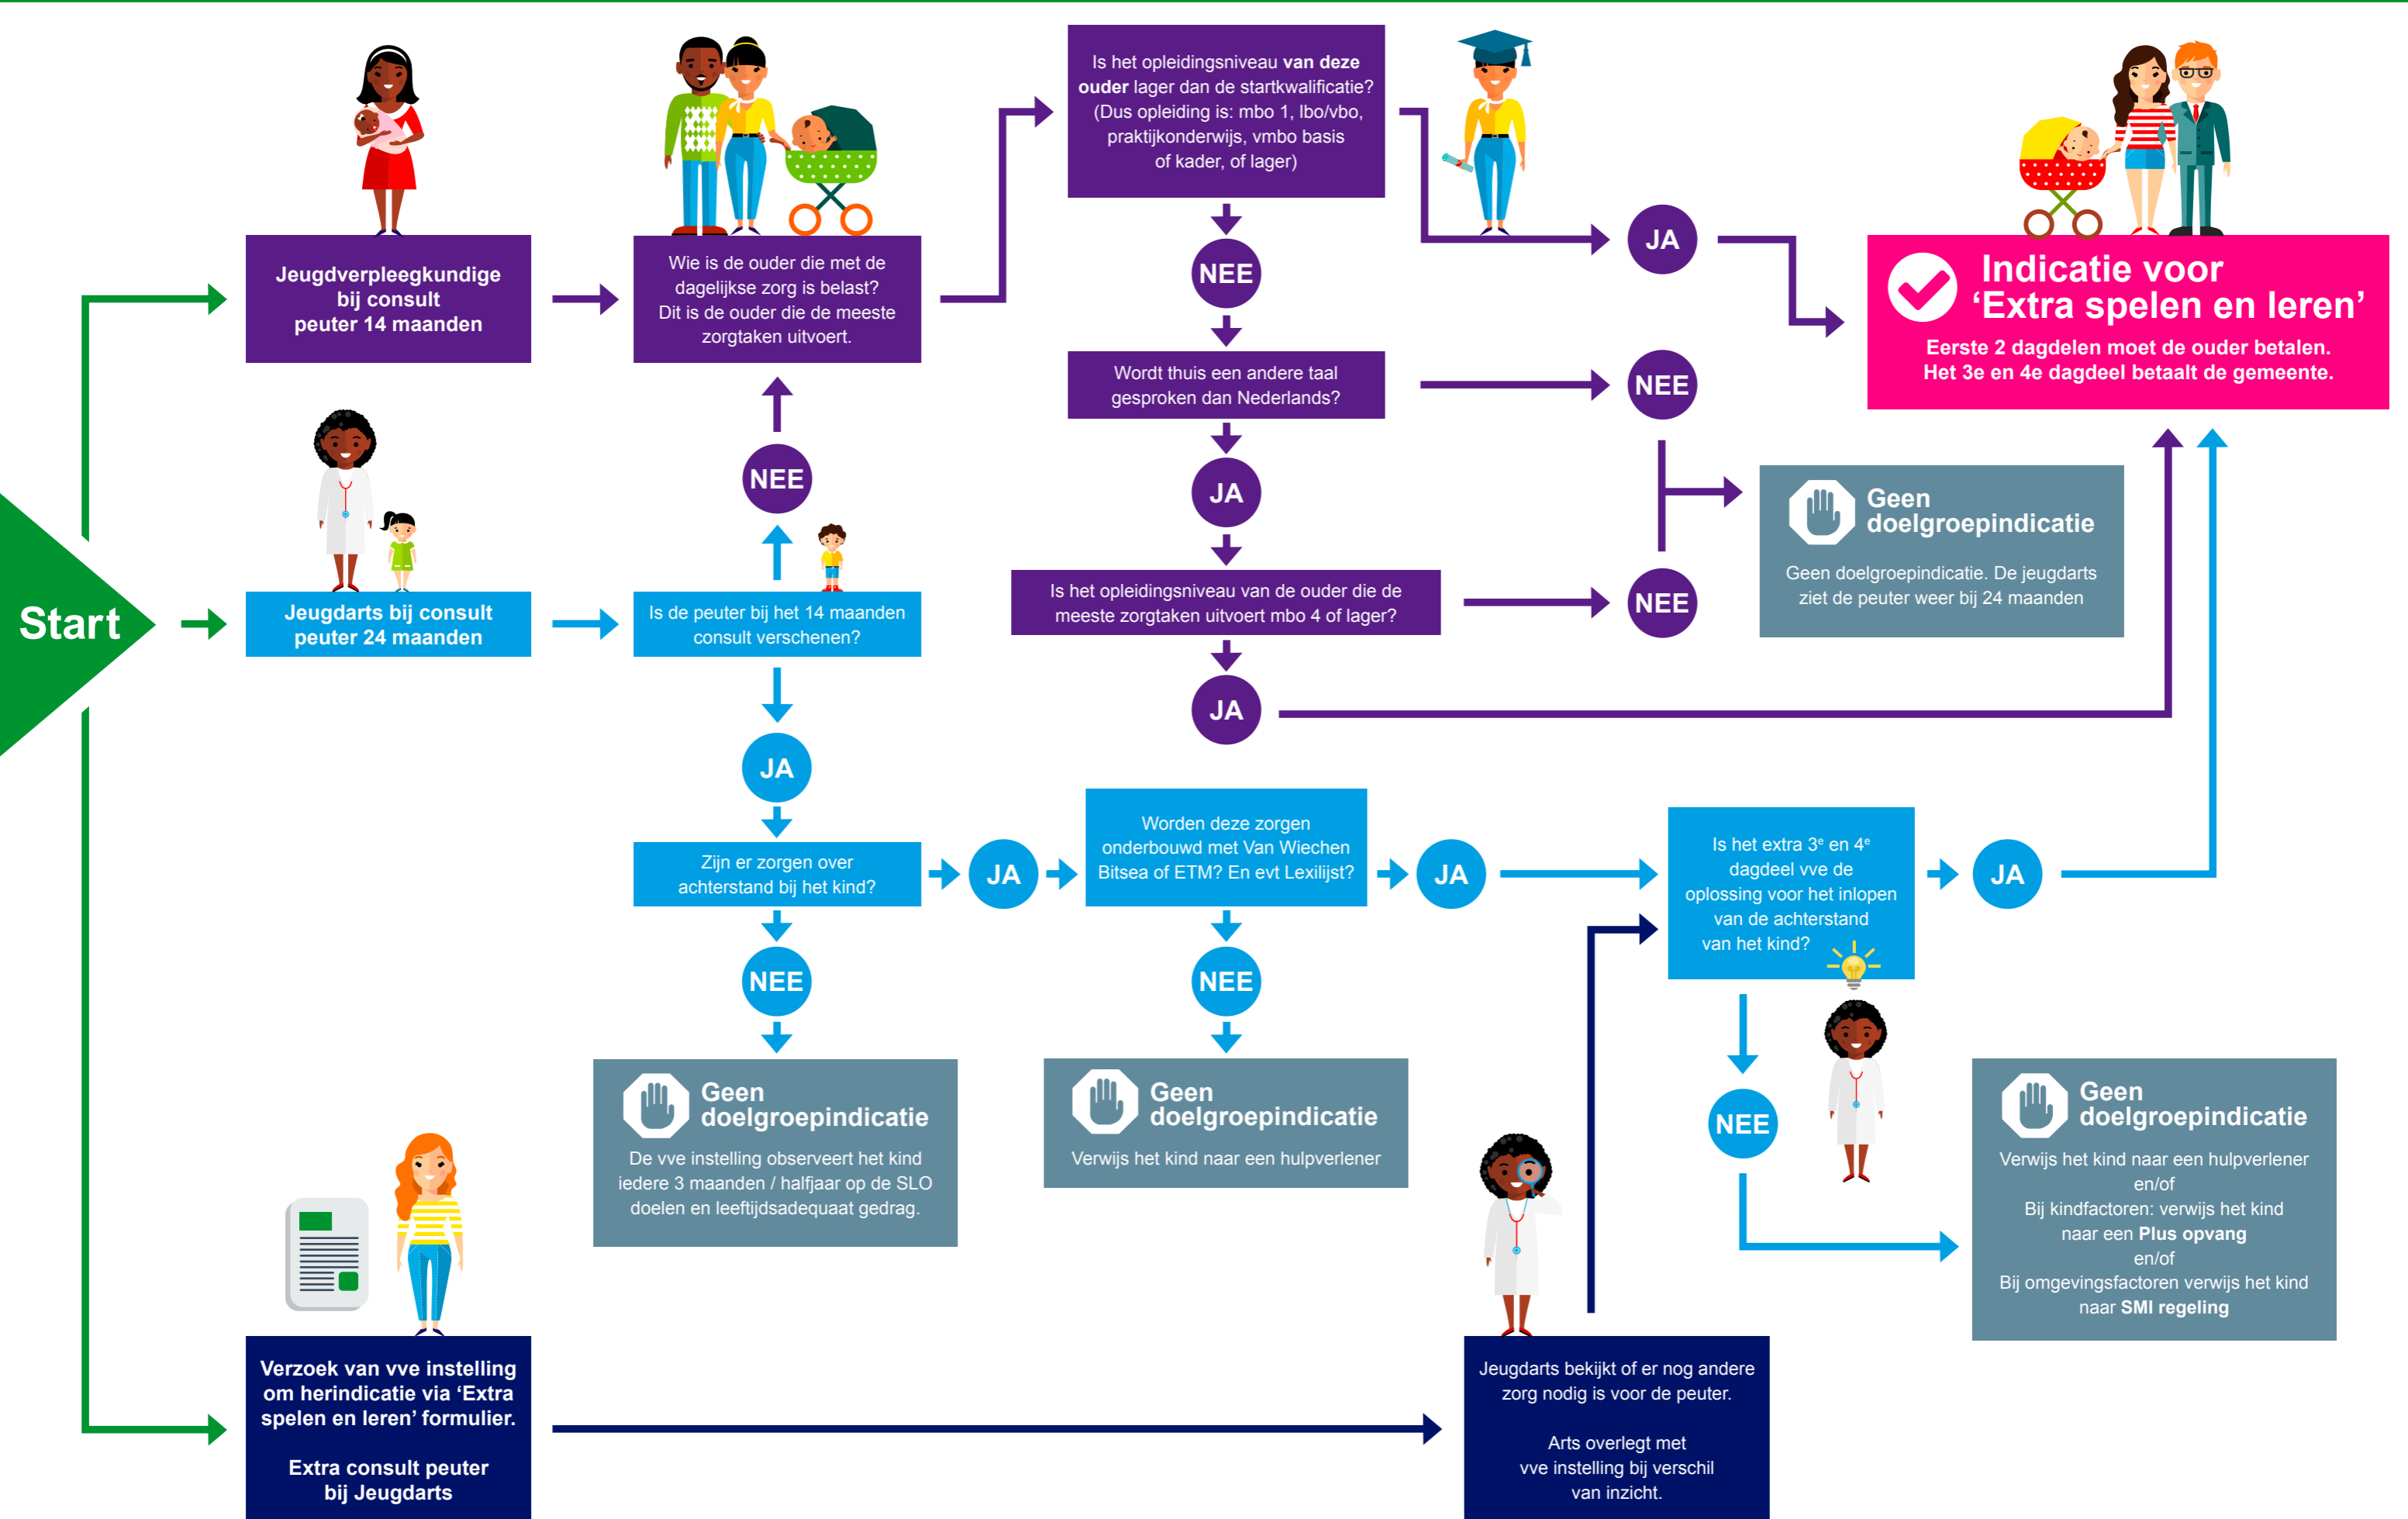 Start
Jeugdverpleegkundige
bij consult
peuter 14 maanden
Wie is de ouder die met de
dagelijkse zorg is belast?
Dit is de ouder die de meeste
zorgtaken uitvoert.
Is het opleidingsniveau van deze
ouder lager dan de startkwalificatie?
(Dus opleiding is: mbo 1, lbo/vbo,
praktijkonderwijs, vmbo basis
of kader, of lager)
JA
Indicatie voor
‘Extra spelen en leren’
Eerste 2 dagdelen moet de ouder betalen.
Het 3e en 4e dagdeel betaalt de gemeente.
NEE
Wordt thuis een andere taal
gesproken dan Nederlands?
NEE
JA
Is het opleidingsniveau van de ouder die de
meeste zorgtaken uitvoert mbo 4 of lager?
NEE
Geen
doelgroepindicatie
Geen doelgroepindicatie. De jeugdarts
ziet de peuter weer bij 24 maanden
JA
Jeugdarts bij consult
peuter 24 maanden
Is de peuter bij het 14 maanden
consult verschenen?
NEE
JA
Zijn er zorgen over
achterstand bij het kind?
JA
Worden deze zorgen
onderbouwd met Van Wiechen
Bitsea of ETM? En evt Lexilijst?
JA
Is het extra 3e en 4e
dagdeel vve de
oplossing voor het inlopen
van de achterstand
van het kind?
JA
NEE
Geen
doelgroepindicatie
De vve instelling observeert het kind
iedere 3 maanden / halfjaar op de SLO
doelen en leeftijdsadequaat gedrag.
NEE
Geen
doelgroepindicatie
Verwijs het kind naar een hulpverlener
NEE
Geen
doelgroepindicatie
Verwijs het kind naar een hulpverlener
en/of
Bij kindfactoren: verwijs het kind
naar een Plus opvang
en/of
Bij omgevingsfactoren verwijs het kind
naar SMI regeling
Verzoek van vve instelling
om herindicatie via ‘Extra
spelen en leren’ formulier.
Extra consult peuter
bij Jeugdarts
Jeugdarts bekijkt of er nog andere
zorg nodig is voor de peuter.
Arts overlegt met
vve instelling bij verschil
van inzicht.